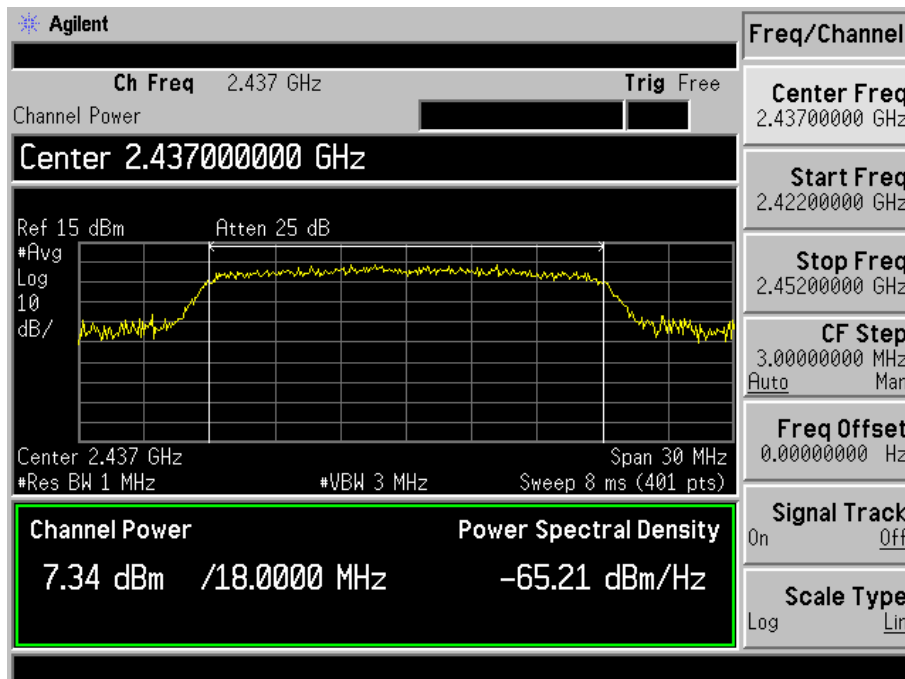 Agilent
Freq/Channel
Ch Freq 2.437 GHz Trig Free
Channel Power
Center 2.437000000 GHz
Ref 15 dBm Atten 25 dB
#Avg
Log
10
dB/
Center 2.437 GHz Span 30 MHz
#Res BW 1 MHz #VBW 3 MHz Sweep 8 ms (401 pts)
Channel Power Power Spectral Density
7.34 dBm /18.0000 MHz -65.21 dBm/Hz
Center Freq
2.43700000 GHz
Start Freq
2.42200000 GHz
Stop Freq
2.45200000 GHz
CF Step
3.00000000 MHz
Auto Man
Freq Offset
0.00000000 Hz
Signal Track
On Off
Scale Type
Log Lin